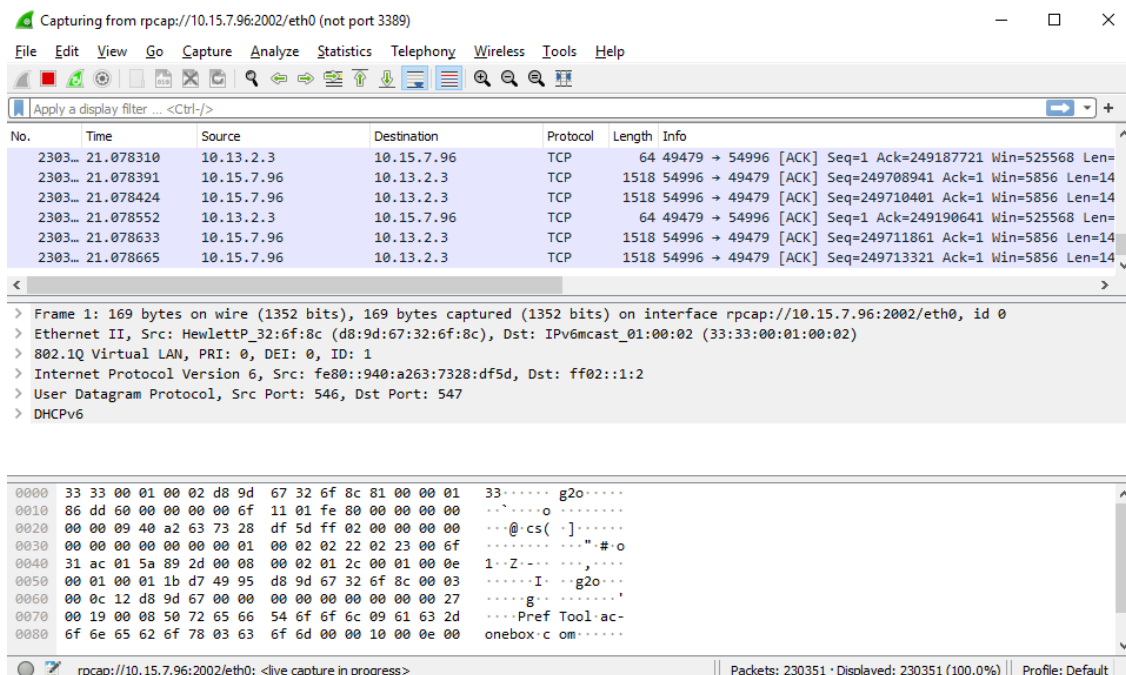 Capturing from rpcap://10.15.7.96:2002/eth0 (not port 3389)
File Edit View Go Capture Analyze Statistics Telephony Wireless Tools Help
Apply a display filter ... <Ctrl-/>
No. Time Source Destination Protocol Length Info
2303… 21.078310 10.13.2.3 10.15.7.96 TCP 64 49479 → 54996 [ACK] Seq=1 Ack=249187721 Win=525568 Len=
2303… 21.078391 10.15.7.96 10.13.2.3 TCP 1518 54996 → 49479 [ACK] Seq=249708941 Ack=1 Win=5856 Len=14
2303… 21.078424 10.15.7.96 10.13.2.3 TCP 1518 54996 → 49479 [ACK] Seq=249710401 Ack=1 Win=5856 Len=14
2303… 21.078552 10.13.2.3 10.15.7.96 TCP 64 49479 → 54996 [ACK] Seq=1 Ack=249190641 Win=525568 Len=
2303… 21.078633 10.15.7.96 10.13.2.3 TCP 1518 54996 → 49479 [ACK] Seq=249711861 Ack=1 Win=5856 Len=14
2303… 21.078665 10.15.7.96 10.13.2.3 TCP 1518 54996 → 49479 [ACK] Seq=249713321 Ack=1 Win=5856 Len=14
> Frame 1: 169 bytes on wire (1352 bits), 169 bytes captured (1352 bits) on interface rpcap://10.15.7.96:2002/eth0, id 0
> Ethernet II, Src: HewlettP_32:6f:8c (d8:9d:67:32:6f:8c), Dst: IPv6mcast_01:00:02 (33:33:00:01:00:02)
> 802.1Q Virtual LAN, PRI: 0, DEI: 0, ID: 1
> Internet Protocol Version 6, Src: fe80::940:a263:7328:df5d, Dst: ff02::1:2
> User Datagram Protocol, Src Port: 546, Dst Port: 547
> DHCPv6
0000 33 33 00 01 00 02 d8 9d 67 32 6f 8c 81 00 00 01 33······ g2o·····
0010 86 dd 60 00 00 00 00 6f 11 01 fe 80 00 00 00 00 ··`····o ········
0020 00 00 09 40 a2 63 73 28 df 5d ff 02 00 00 00 00 ···@·cs( ·]······
0030 00 00 00 00 00 00 00 01 00 02 02 22 02 23 00 6f ········ ···"·#·o
0040 31 ac 01 5a 89 2d 00 08 00 02 01 2c 00 01 00 0e 1··Z·-·· ···,····
0050 00 01 00 01 1b d7 49 95 d8 9d 67 32 6f 8c 00 03 ······I· ··g2o···
0060 00 0c 12 d8 9d 67 00 00 00 00 00 00 00 00 00 27 ·····g·· ·······'
0070 00 19 00 08 50 72 65 66 54 6f 6f 6c 09 61 63 2d ····Pref Tool·ac-
0080 6f 6e 65 62 6f 78 03 63 6f 6d 00 00 10 00 0e 00 onebox·c om······
rpcap://10.15.7.96:2002/eth0: <live capture in progress> Packets: 230351 · Displayed: 230351 (100.0%) Profile: Default